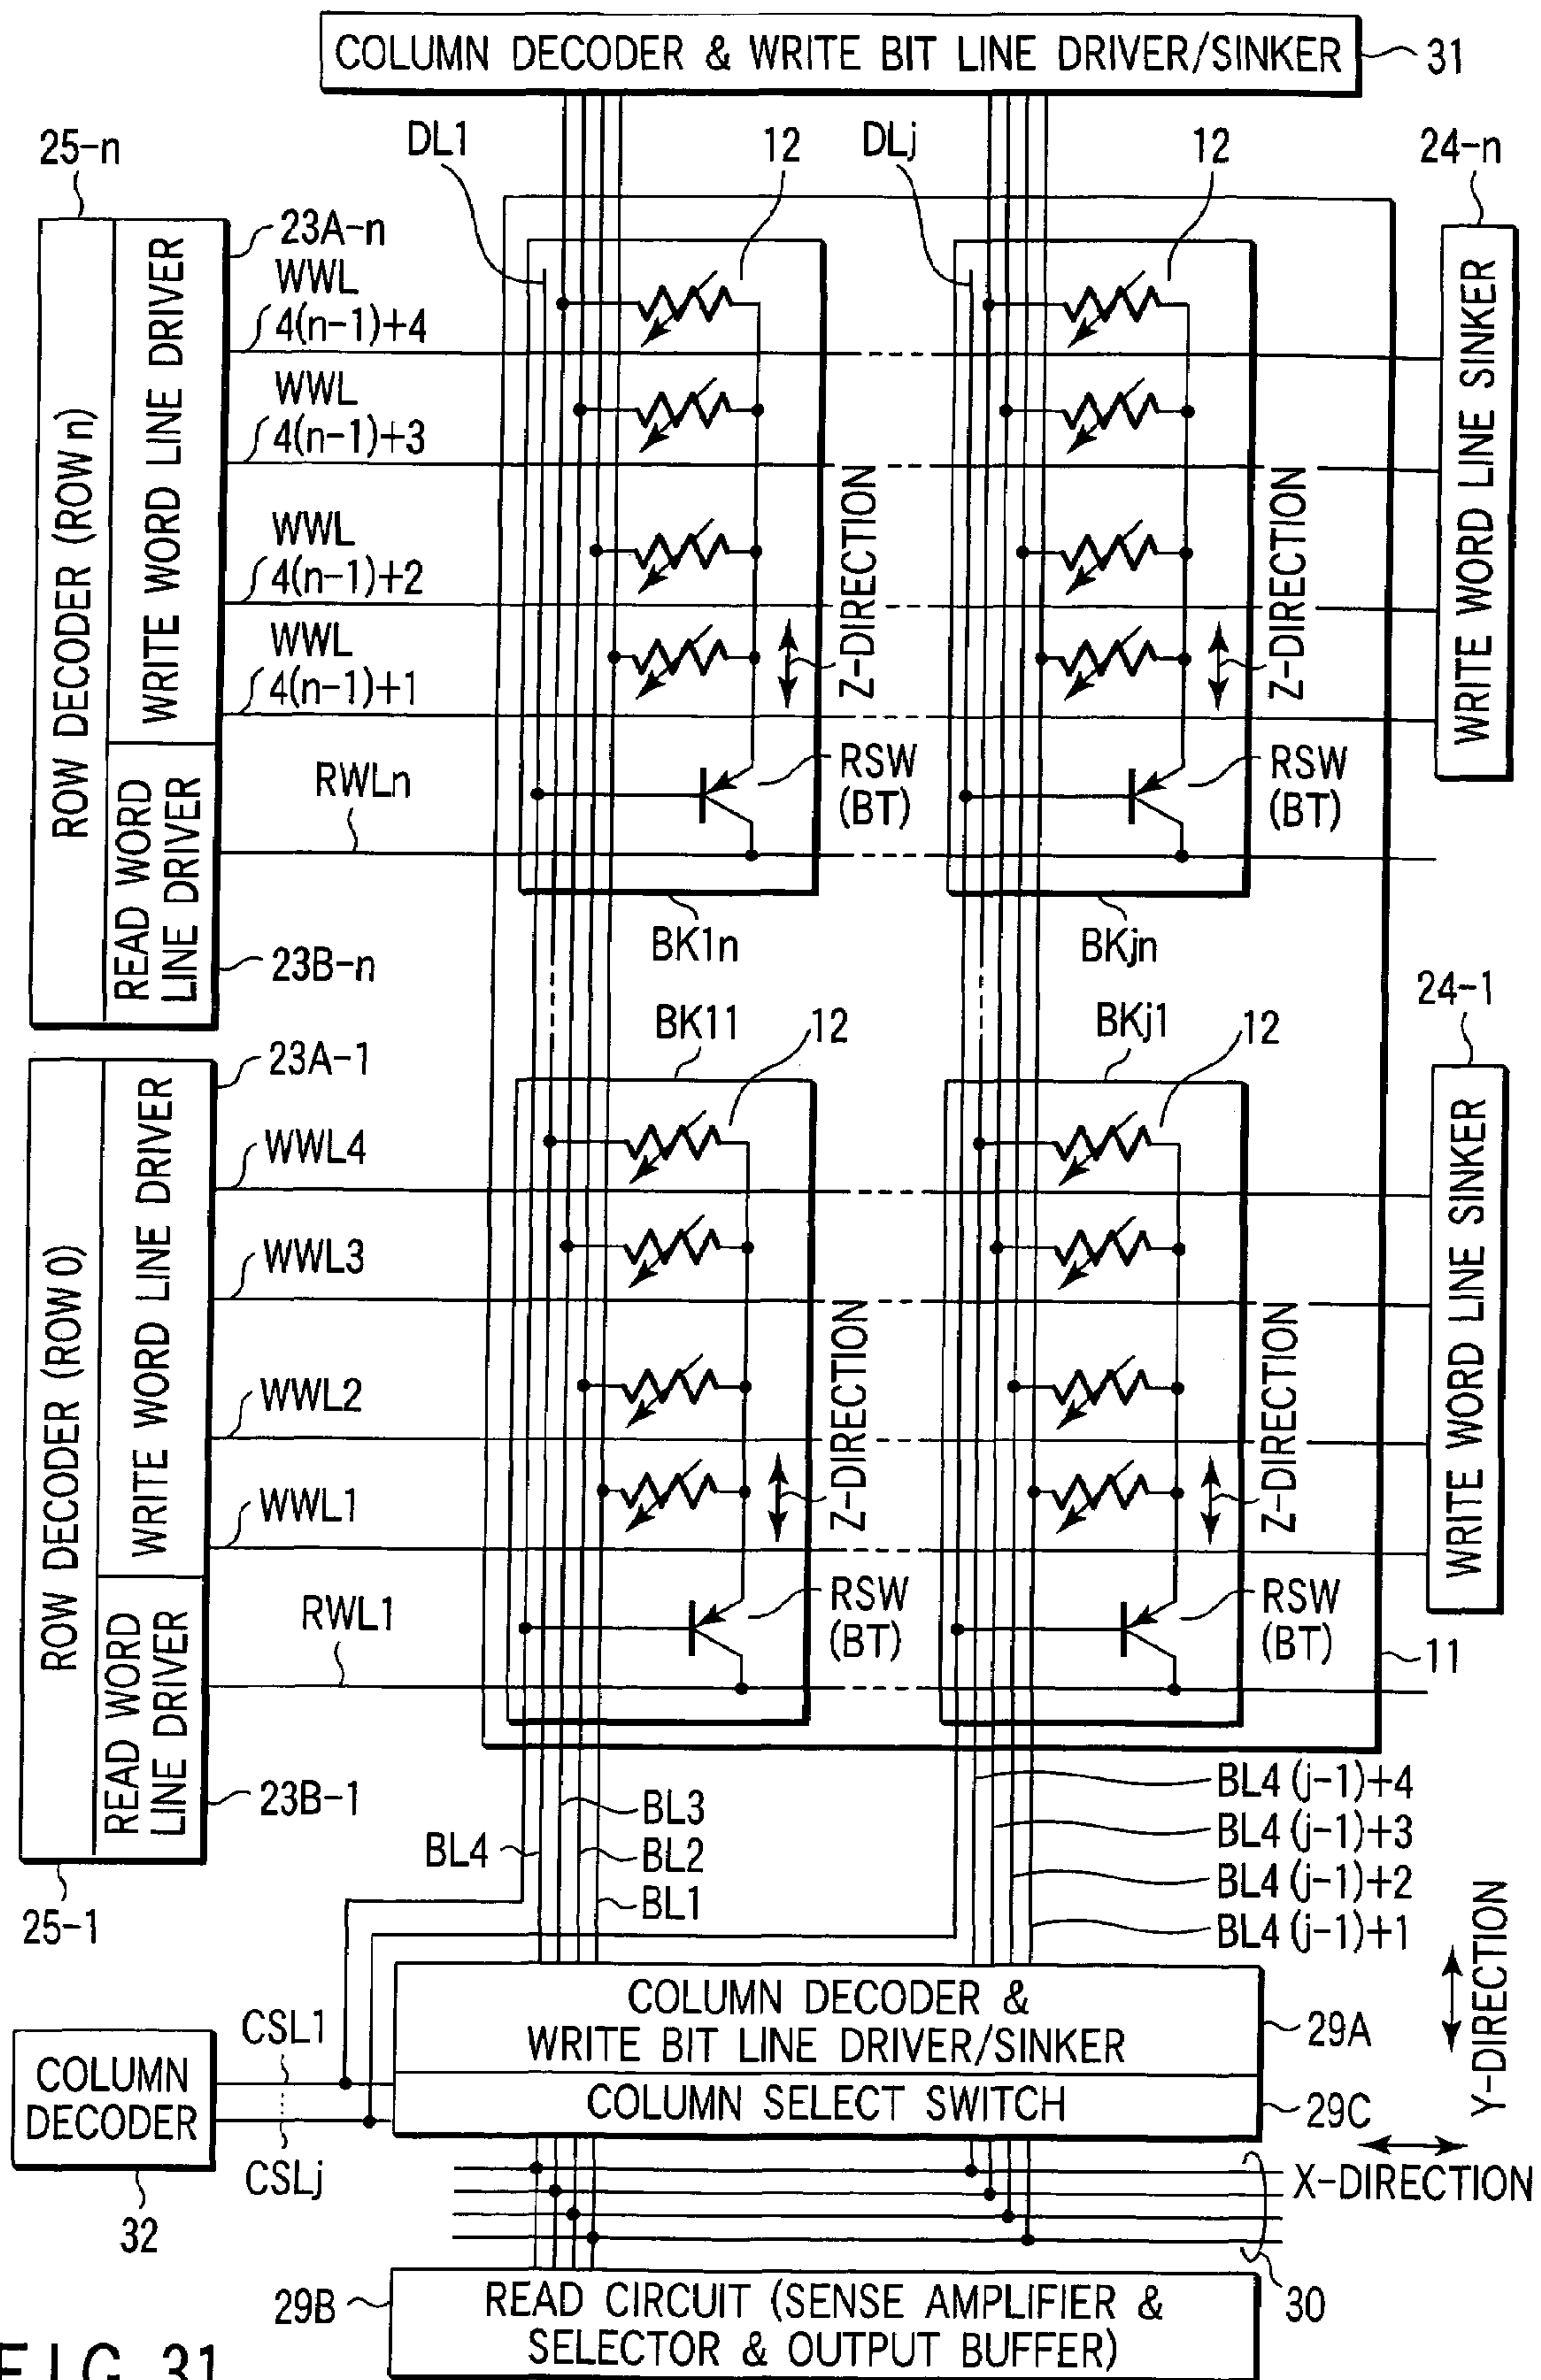 COLUMN DECODER & WRITE BIT LINE DRIVER/SINKER
31
25-n
DL1
12
DLj
12
24-n
23A-n
ROW DECODER (ROW n)
WRITE WORD LINE DRIVER
READ WORD
LINE DRIVER
WWL
4(n-1)+4
WWL
4(n-1)+3
WWL
4(n-1)+2
WWL
4(n-1)+1
RWLn
Z-DIRECTION
Z-DIRECTION
WRITE WORD LINE SINKER
RSW
(BT)
RSW
(BT)
23B-n
BK1n
BKjn
24-1
BK11
12
BKj1
12
23A-1
ROW DECODER (ROW 0)
WRITE WORD LINE DRIVER
READ WORD
LINE DRIVER
WWL4
WWL3
WWL2
WWL1
RWL1
Z-DIRECTION
Z-DIRECTION
WRITE WORD LINE SINKER
RSW
(BT)
RSW
(BT)
11
23B-1
25-1
BL4
BL3
BL2
BL1
BL4(j-1)+4
BL4(j-1)+3
BL4(j-1)+2
BL4(j-1)+1
Y-DIRECTION
COLUMN DECODER &
WRITE BIT LINE DRIVER/SINKER
29A
COLUMN SELECT SWITCH
29C
CSL1
COLUMN
DECODER
CSLj
32
X-DIRECTION
30
29B
READ CIRCUIT (SENSE AMPLIFIER &
SELECTOR & OUTPUT BUFFER)
FIG. 31